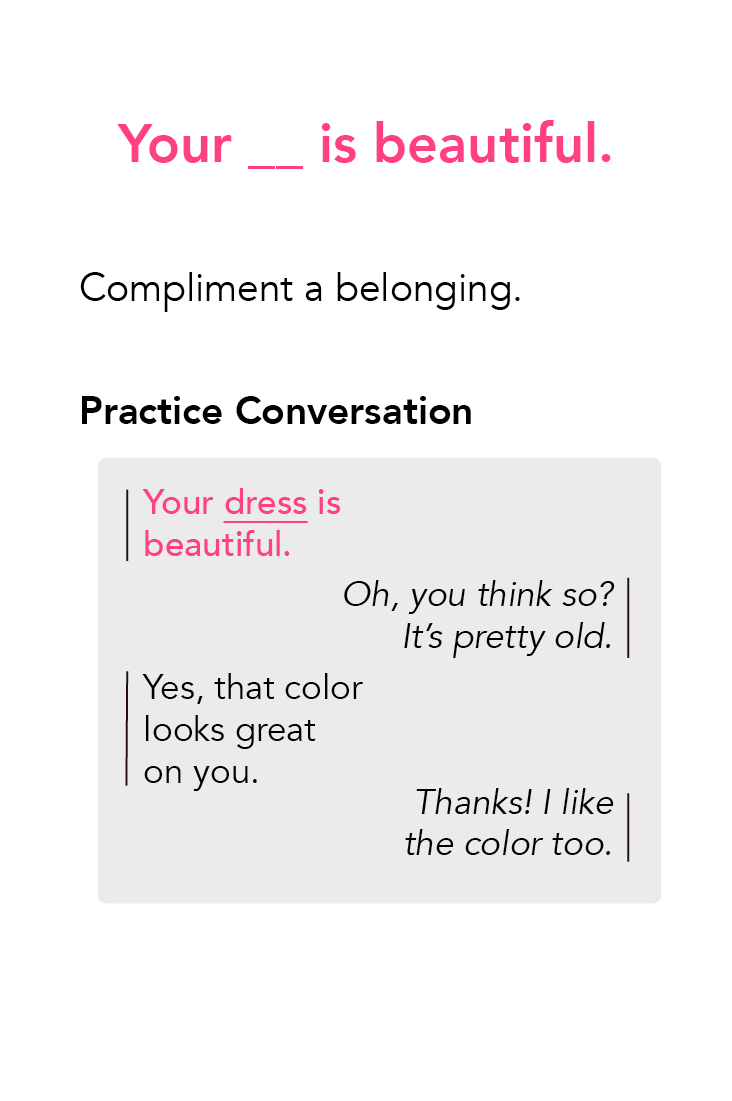 Your __ is beautiful.
Compliment a belonging.
Practice Conversation
Your dress is
beautiful.
Oh, you think so?
It’s pretty old.
Yes, that color
looks great
on you.
Thanks! I like
the color too.